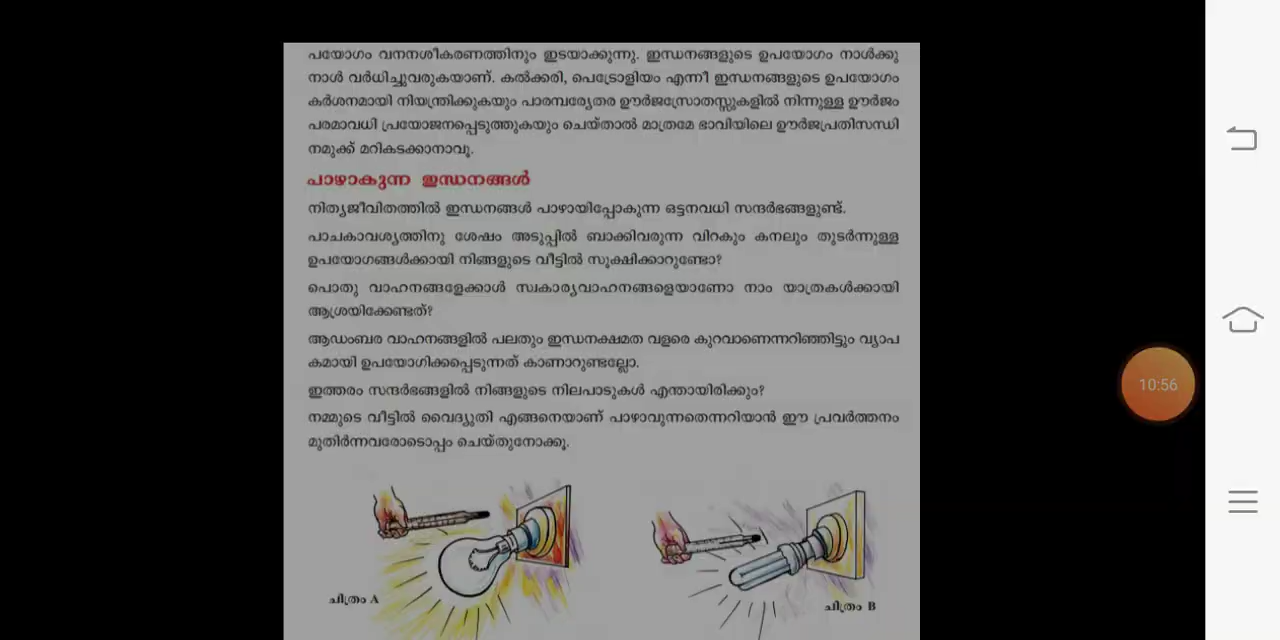 പയോഗം വനനശീകരണത്തിനും ഇടയാക്കുന്നു. ഇന്ധനങ്ങളുടെ ഉപയോഗം നാൾക്കു
നാൾ വർധിച്ചുവരുകയാണ്. കൽക്കരി, പെട്രോളിയം എന്നീ ഇന്ധനങ്ങളുടെ ഉപയോഗം
കർശനമായി നിയന്ത്രിക്കുകയും പാരമ്പര്യേതര ഊർജസ്രോതസ്സുകളിൽ നിന്നുള്ള ഊർജം
പരമാവധി പ്രയോജനപ്പെടുത്തുകയും ചെയ്താൽ മാത്രമേ ഭാവിയിലെ ഊർജപ്രതിസന്ധി
നമുക്ക് മറികടക്കാനാവൂ.
പാഴാകുന്ന ഇന്ധനങ്ങൾ
നിത്യജീവിതത്തിൽ ഇന്ധനങ്ങൾ പാഴായിപ്പോകുന്ന ഒട്ടനവധി സന്ദർഭങ്ങളുണ്ട്.
പാചകാവശ്യത്തിനു ശേഷം അടുപ്പിൽ ബാക്കിവരുന്ന വിറകും കനലും തുടർന്നുള്ള
ഉപയോഗങ്ങൾക്കായി നിങ്ങളുടെ വീട്ടിൽ സൂക്ഷിക്കാറുണ്ടോ?
പൊതു വാഹനങ്ങളേക്കാൾ സ്വകാര്യവാഹനങ്ങളെയാണോ നാം യാത്രകൾക്കായി
ആശ്രയിക്കേണ്ടത്?
ആഡംബര വാഹനങ്ങളിൽ പലതും ഇന്ധനക്ഷമത വളരെ കുറവാണെന്നറിഞ്ഞിട്ടും വ്യാപ
കമായി ഉപയോഗിക്കപ്പെടുന്നത് കാണാറുണ്ടല്ലോ.
ഇത്തരം സന്ദർഭങ്ങളിൽ നിങ്ങളുടെ നിലപാടുകൾ എന്തായിരിക്കും?
നമ്മുടെ വീട്ടിൽ വൈദ്യുതി എങ്ങനെയാണ് പാഴാവുന്നതെന്നറിയാൻ ഈ പ്രവർത്തനം
മുതിർന്നവരോടൊപ്പം ചെയ്തുനോക്കൂ.
ചിത്രം A
ചിത്രം B
10:56